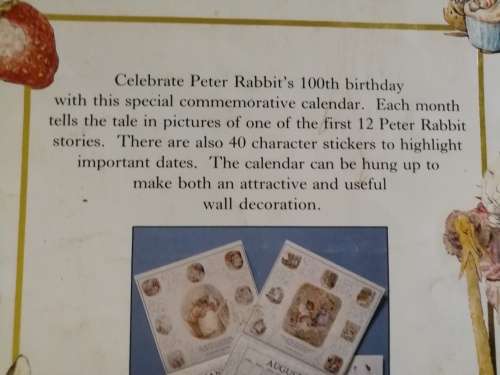 Celebrate Peter Rabbit's 100th birthday
with this special commemorative calendar. Each month
tells the tale in pictures of one of the first 12 Peter Rabbit
stories. There are also 40 character stickers to highlight
important dates. The calendar can be hung up to
make both an attractive and useful
wall decoration.